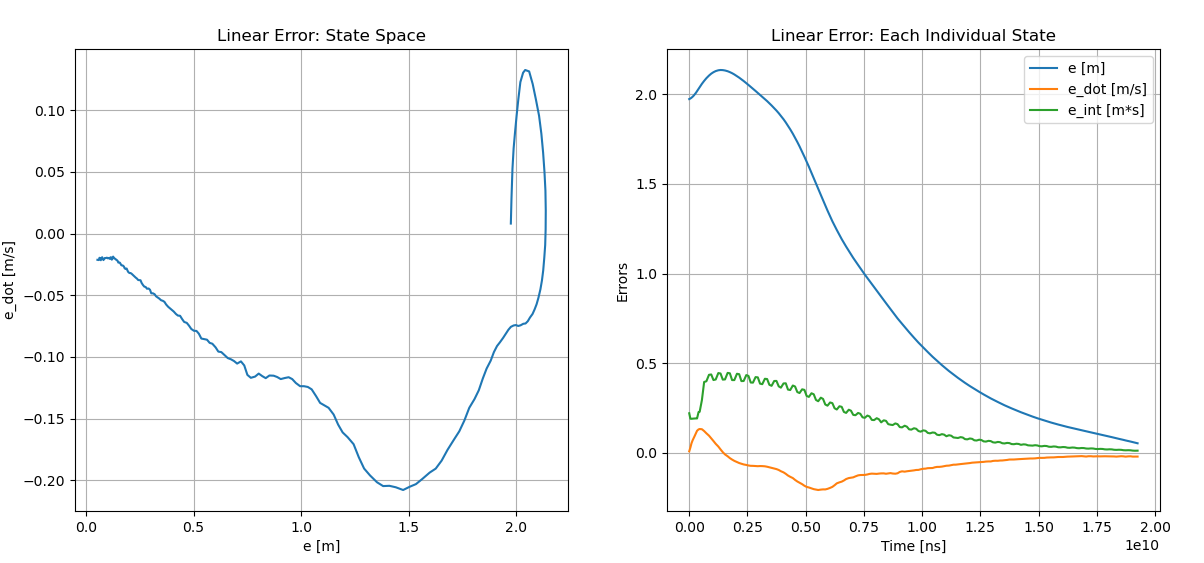 Linear Error: State Space
e_dot [m/s]
0.10
0.05
0.00
−0.05
−0.10
−0.15
−0.20
0.0 0.5 1.0 1.5 2.0
e [m]
Linear Error: Each Individual State
e [m]
e_dot [m/s]
e_int [m*s]
Errors
2.0
1.5
1.0
0.5
0.0
0.00 0.25 0.50 0.75 1.00 1.25 1.50 1.75 2.00
1e10
Time [ns]